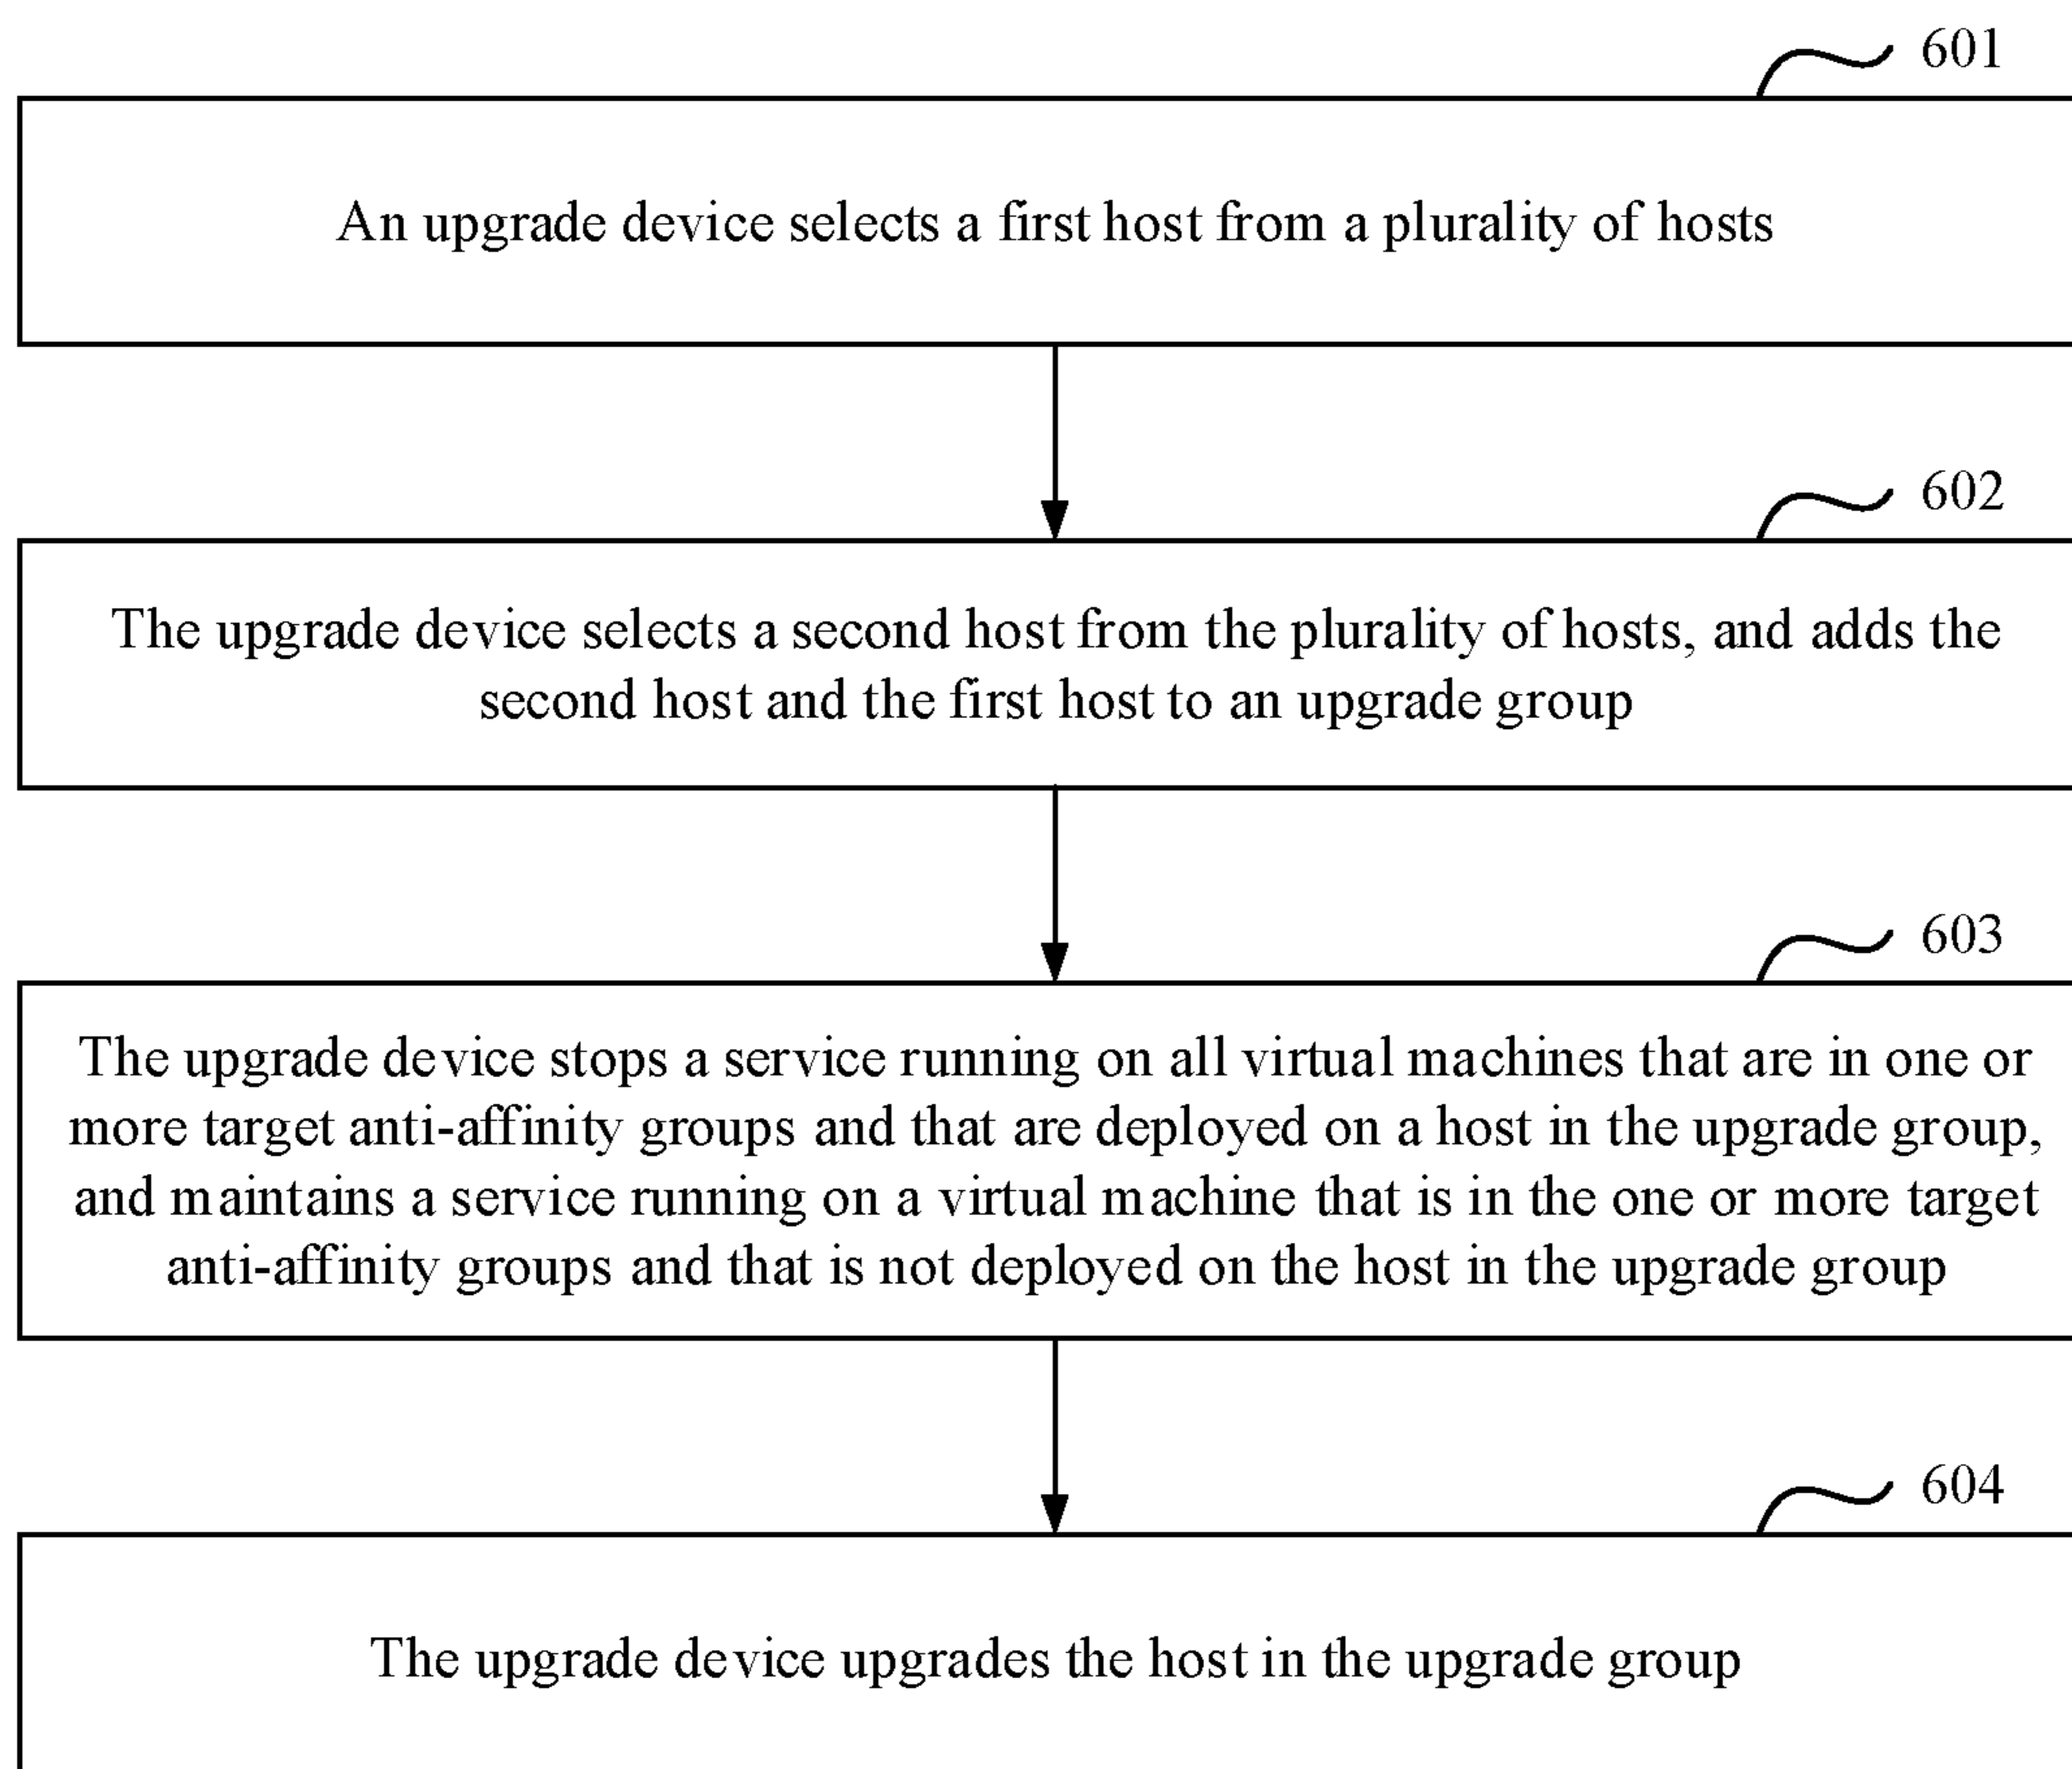 601
An upgrade device selects a first host from a plurality of hosts
602
The upgrade device selects a second host from the plurality of hosts, and adds the
second host and the first host to an upgrade group
603
The upgrade device stops a service running on all virtual machines that are in one or
more target anti-affinity groups and that are deployed on a host in the upgrade group,
and maintains a service running on a virtual machine that is in the one or more target
anti-affinity groups and that is not deployed on the host in the upgrade group
604
The upgrade device upgrades the host in the upgrade group